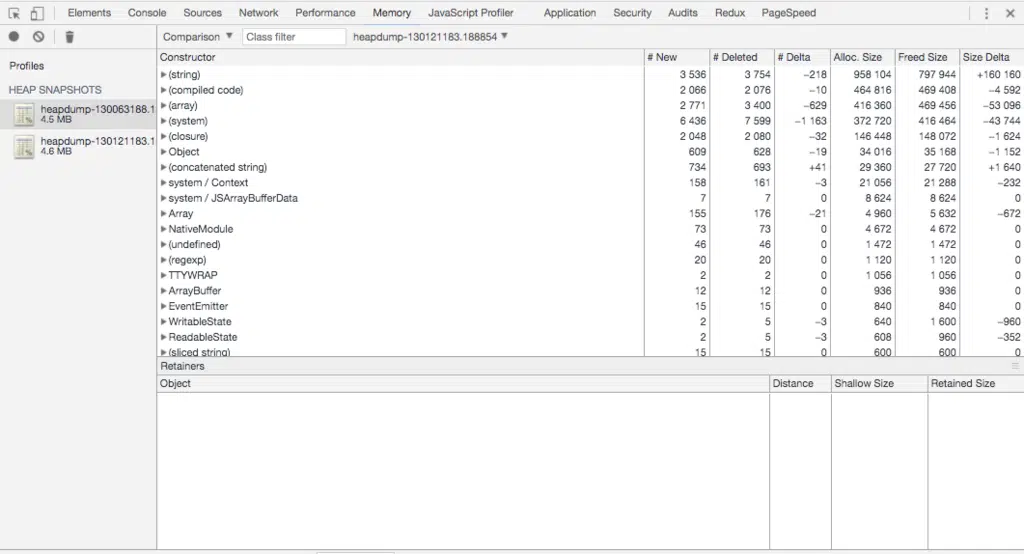 Elements Console Sources Network Performance Memory JavaScript Profiler Application Security Audits Redux PageSpeed
Comparison ▼ Class filter heapdump-130121183.188854 ▼
Profiles
HEAP SNAPSHOTS
heapdump-130063188.1
4.5 MB
heapdump-130121183.1
4.6 MB
Constructor # New # Deleted # Delta Alloc. Size Freed Size Size Delta
(string) 3 536 3 754 −218 958 104 797 944 +160 160
(compiled code) 2 066 2 076 −10 464 816 469 408 −4 592
(array) 2 771 3 400 −629 416 360 469 456 −53 096
(system) 6 436 7 599 −1 163 372 720 416 464 −43 744
(closure) 2 048 2 080 −32 146 448 148 072 −1 624
Object 609 628 −19 34 016 35 168 −1 152
(concatenated string) 734 693 +41 29 360 27 720 +1 640
system / Context 158 161 −3 21 056 21 288 −232
system / JSArrayBufferData 7 7 0 8 624 8 624 0
Array 155 176 −21 4 960 5 632 −672
NativeModule 73 73 0 4 672 4 672 0
(undefined) 46 46 0 1 472 1 472 0
(regexp) 20 20 0 1 120 1 120 0
TTYWRAP 2 2 0 1 056 1 056 0
ArrayBuffer 12 12 0 936 936 0
EventEmitter 15 15 0 840 840 0
WritableState 2 5 −3 640 1 600 −960
ReadableState 2 5 −3 608 960 −352
(sliced string) 15 15 0 600 600 0
Retainers
Object Distance Shallow Size Retained Size